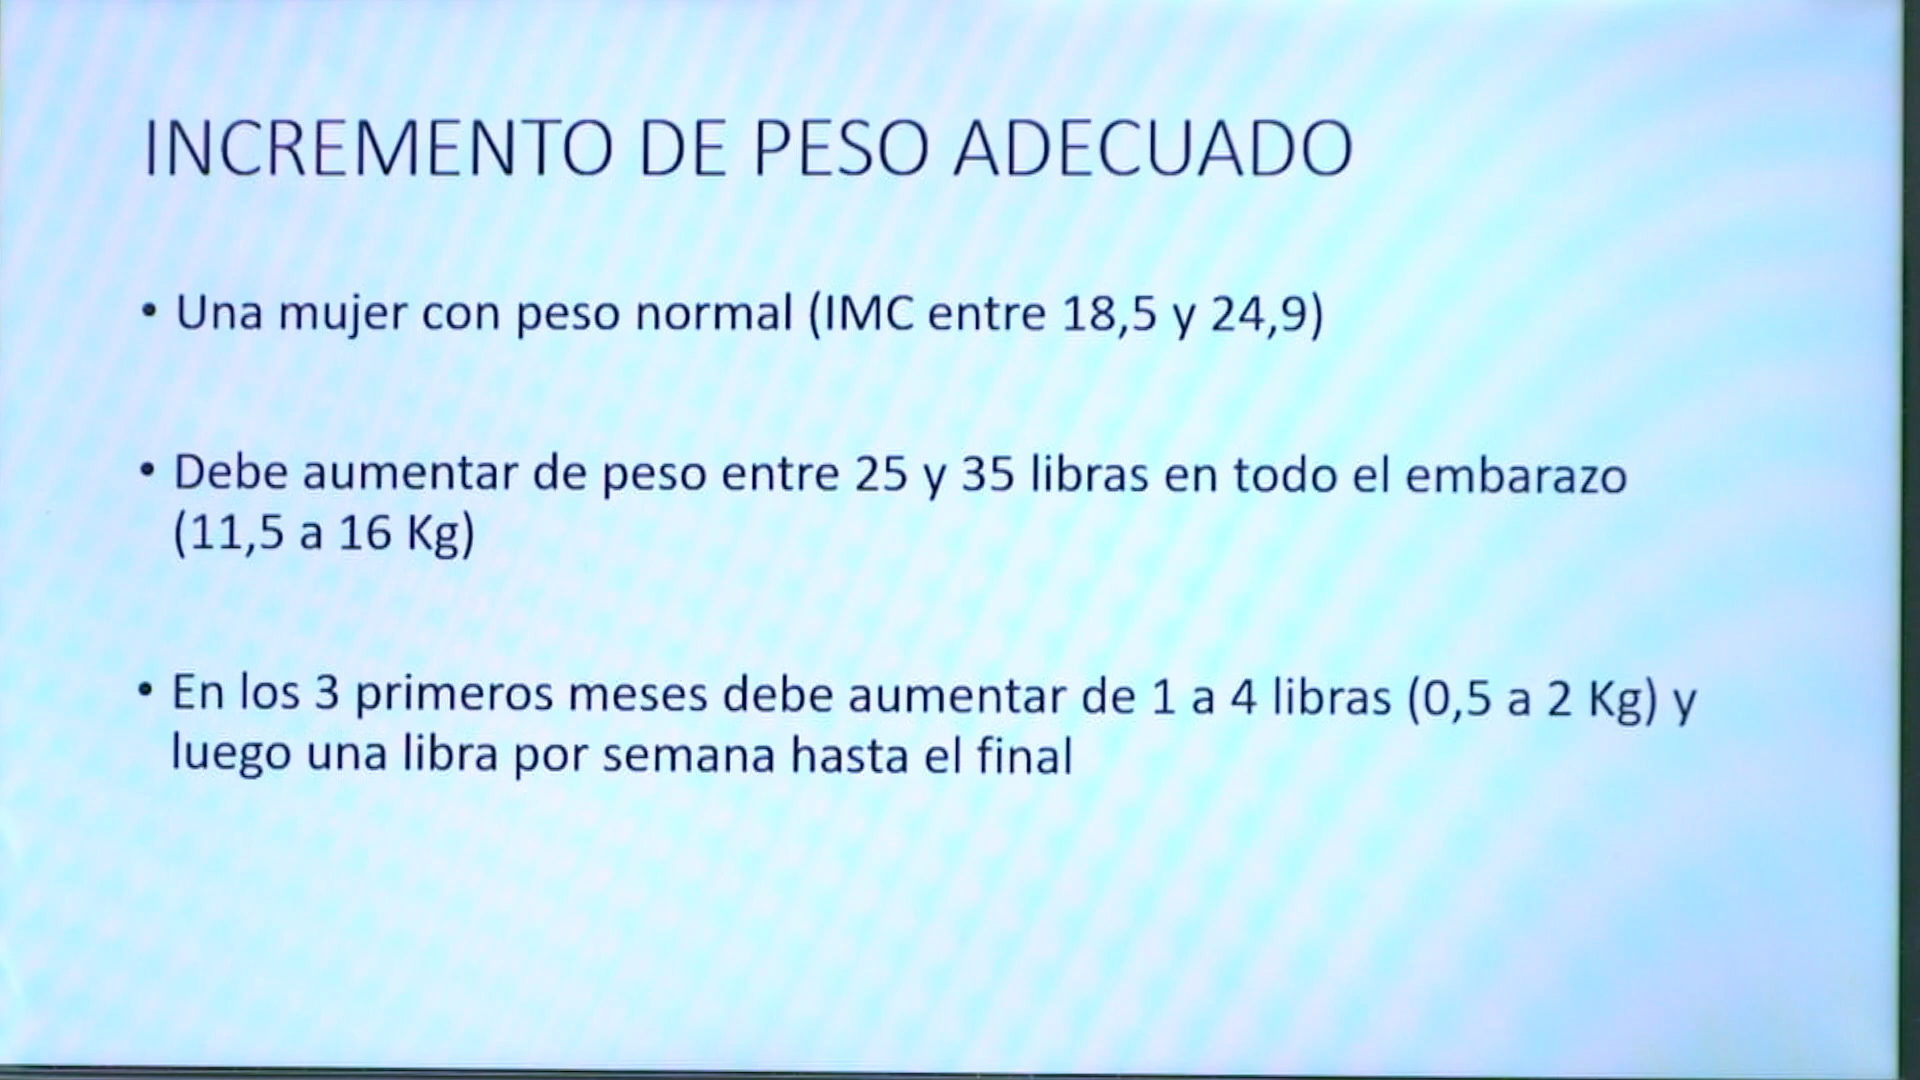 INCREMENTO DE PESO ADECUADO
• Una mujer con peso normal (IMC entre 18,5 y 24,9)
• Debe aumentar de peso entre 25 y 35 libras en todo el embarazo
(11,5 a 16 Kg)
• En los 3 primeros meses debe aumentar de 1 a 4 libras (0,5 a 2 Kg) y
luego una libra por semana hasta el final